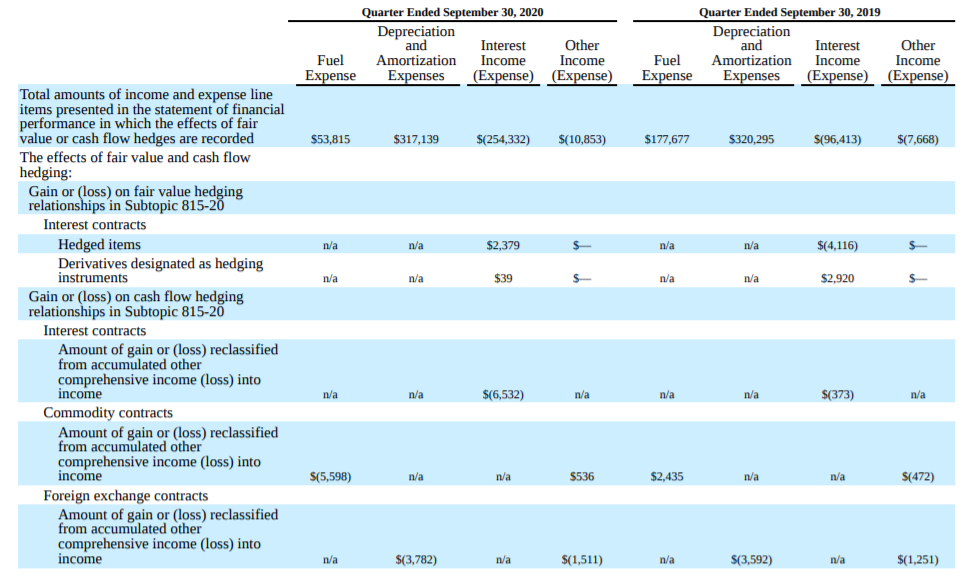 Quarter Ended September 30, 2020 Quarter Ended September 30, 2019
Depreciation Depreciation
and Interest Other and Interest Other
Fuel Amortization Income Income Fuel Amortization Income Income
Expense Expenses (Expense) (Expense) Expense Expenses (Expense) (Expense)
Total amounts of income and expense line
items presented in the statement of financial
performance in which the effects of fair
value or cash flow hedges are recorded $53,815 $317,139 $(254,332) $(10,853) $177,677 $320,295 $(96,413) $(7,668)
The effects of fair value and cash flow
hedging:
Gain or (loss) on fair value hedging
relationships in Subtopic 815-20
Interest contracts
Hedged items n/a n/a $2,379 $— n/a n/a $(4,116) $—
Derivatives designated as hedging
instruments n/a n/a $39 $— n/a n/a $2,920 $—
Gain or (loss) on cash flow hedging
relationships in Subtopic 815-20
Interest contracts
Amount of gain or (loss) reclassified
from accumulated other
comprehensive income (loss) into
income n/a n/a $(6,532) n/a n/a n/a $(373) n/a
Commodity contracts
Amount of gain or (loss) reclassified
from accumulated other
comprehensive income (loss) into
income $(5,598) n/a n/a $536 $2,435 n/a n/a $(472)
Foreign exchange contracts
Amount of gain or (loss) reclassified
from accumulated other
comprehensive income (loss) into
income n/a $(3,782) n/a $(1,511) n/a $(3,592) n/a $(1,251)